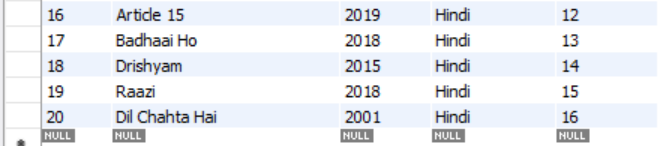 16 Article 15 2019 Hindi 12
17 Badhaai Ho 2018 Hindi 13
18 Drishyam 2015 Hindi 14
19 Raazi 2018 Hindi 15
20 Dil Chahta Hai 2001 Hindi 16
NULL NULL NULL NULL NULL